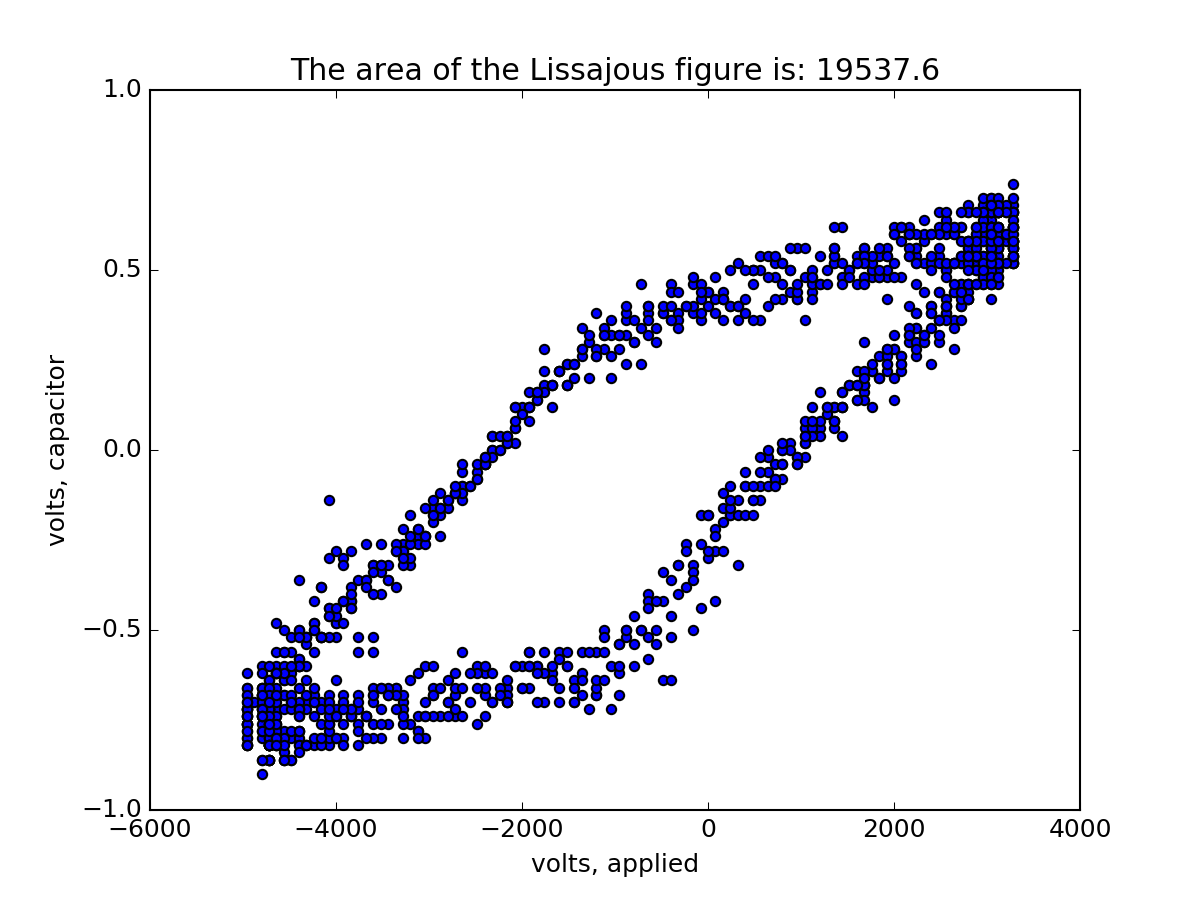 The area of the Lissajous figure is: 19537.6
1.0
0.5
0.0
−0.5
−1.0
volts, capacitor
−6000 −4000 −2000 0 2000 4000
volts, applied